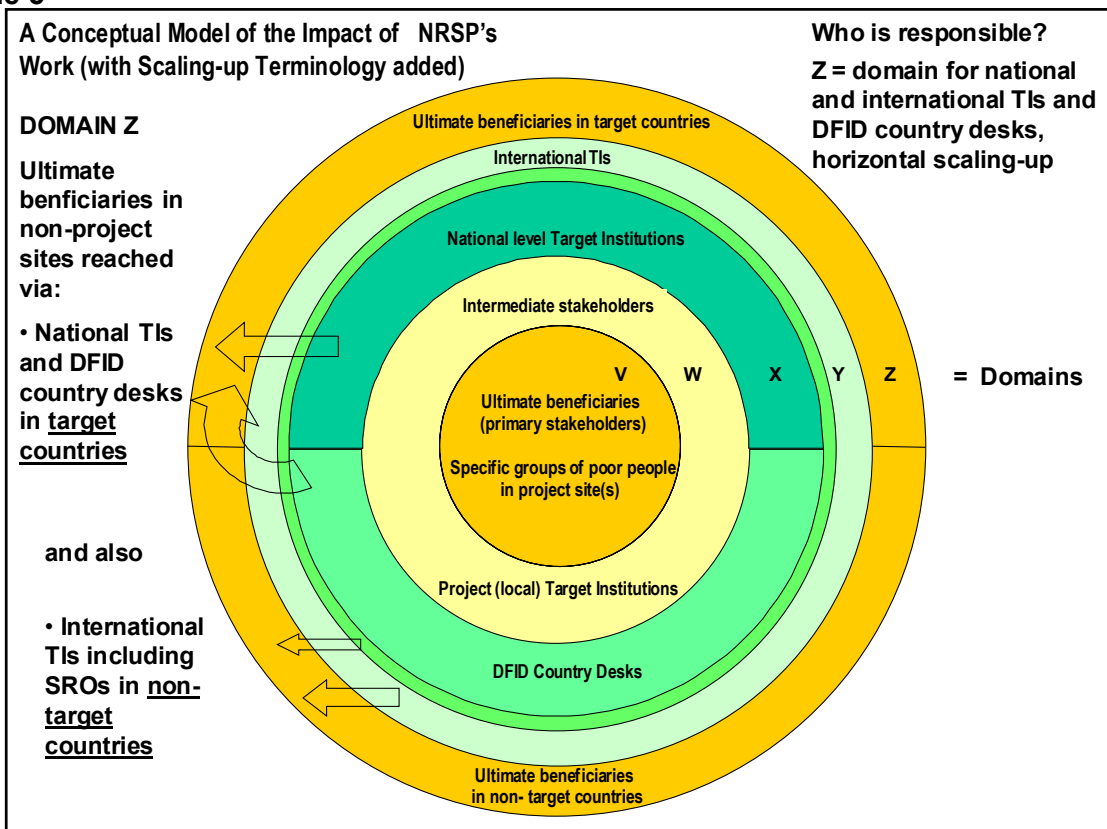 A Conceptual Model of the Impact of NRSP's
Work (with Scaling-up Terminology added)
Who is responsible?
Z = domain for national
and international TIs and
DFID country desks,
horizontal scaling-up
DOMAIN Z
Ultimate
benficiaries in
non-project
sites reached
via:
• National TIs
and DFID
country desks
in target
countries
and also
• International
TIs including
SROs in non-
target
countries
Ultimate beneficiaries in target countries
International TIs
National level Target Institutions
Intermediate stakeholders
V W X Y Z = Domains
Ultimate beneficiaries
(primary stakeholders)
Specific groups of poor people
in project site(s)
Project (local) Target Institutions
DFID Country Desks
Ultimate beneficiaries
in non- target countries